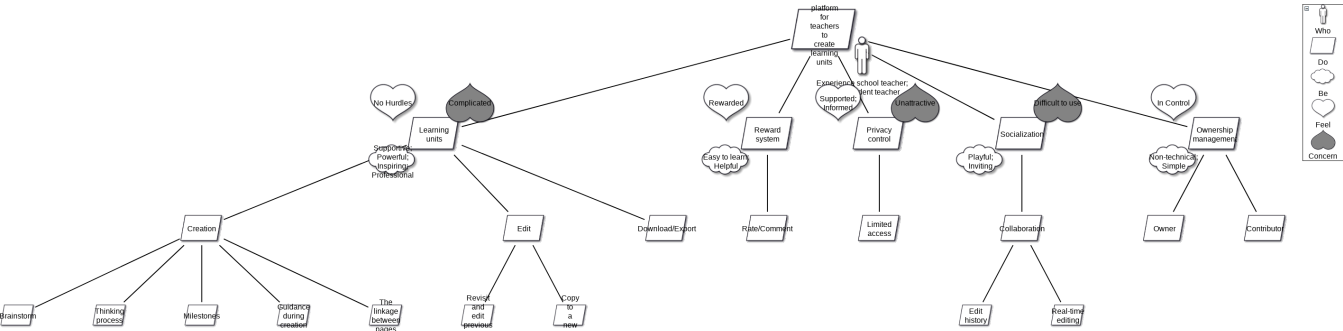 platform
for
teachers
to
create
learning
units
Experience school teacher;
dent teacher
No Hurdles
Complicated
Rewarded
Supported;
Informed
Unattractive
Difficult to use
In Control
Learning
units
Reward
system
Privacy
control
Socialization
Ownership
management
Supportive;
Powerful;
Inspiring;
Professional
Easy to learn;
Helpful
Playful;
Inviting
Non-technical;
Simple
Creation
Edit
Download/Export
Rate/Comment
Limited
access
Collaboration
Owner
Contributor
Brainstorm
Thinking
process
Milestones
Guidance
during
creation
The
linkage
between
pages
Revisit
and
edit
previous
Copy
to
a
new
Edit
history
Real-time
editing
Who
Do
Be
Feel
Concern